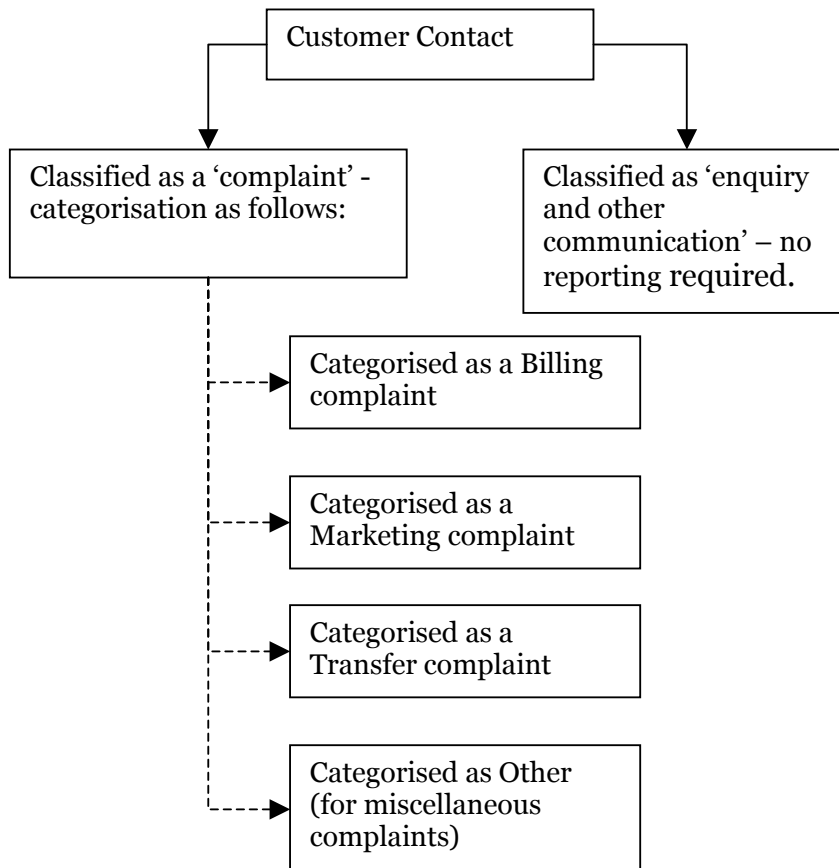 Customer Contact
Classified as a ‘complaint’ -
categorisation as follows:
Classified as ‘enquiry
and other
communication’ – no
reporting required.
Categorised as a Billing
complaint
Categorised as a
Marketing complaint
Categorised as a
Transfer complaint
Categorised as Other
(for miscellaneous
complaints)